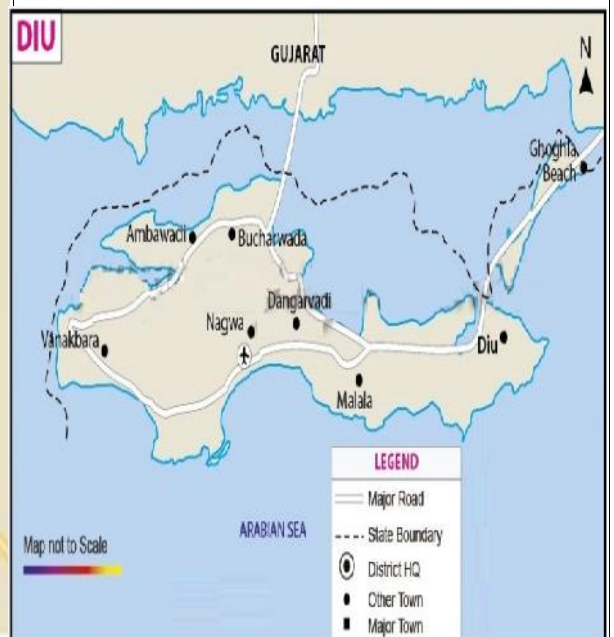 DIU
GUJARAT
N
Ghoghla
Beach
Ambawadi
Bucharwada
Dangarvadi
Nagwa
Vanakbara
Diu
Malala
LEGEND
Major Road
State Boundary
District HQ
Other Town
Major Town
ARABIAN SEA
Map not to Scale